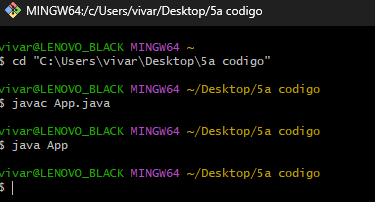 MINGW64:/c/Users/vivar/Desktop/5a codigo
vivar@LENOVO_BLACK MINGW64 ~
$ cd "C:\Users\vivar\Desktop\5a codigo"
vivar@LENOVO_BLACK MINGW64 ~/Desktop/5a codigo
$ javac App.java
vivar@LENOVO_BLACK MINGW64 ~/Desktop/5a codigo
$ java App
vivar@LENOVO_BLACK MINGW64 ~/Desktop/5a codigo
$